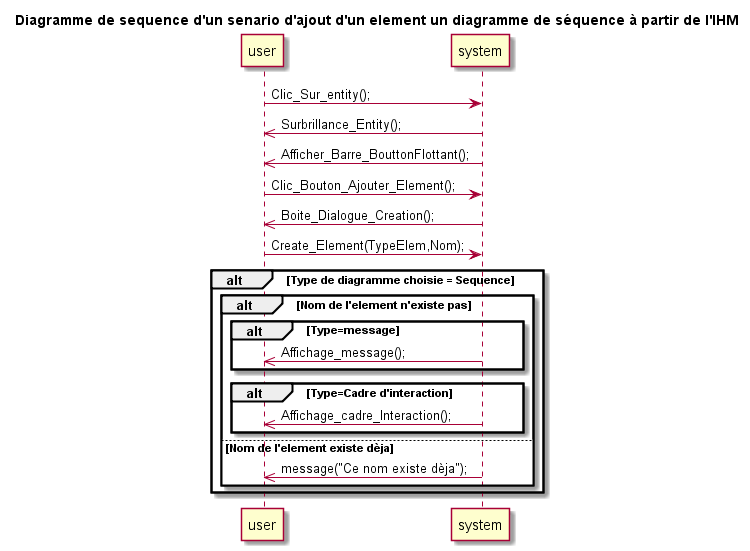 Diagramme de sequence d'un senario d'ajout d'un element un diagramme de séquence à partir de l'IHM
user system
Clic_Sur_entity();
Surbrillance_Entity();
Afficher_Barre_BouttonFlottant();
Clic_Bouton_Ajouter_Element();
Boite_Dialogue_Creation();
Create_Element(TypeElem,Nom);
alt [Type de diagramme choisie = Sequence]
alt [Nom de l'element n'existe pas]
alt [Type=message]
Affichage_message();
alt [Type=Cadre d'interaction]
Affichage_cadre_Interaction();
[Nom de l'element existe dèja]
message("Ce nom existe dèja");
user system